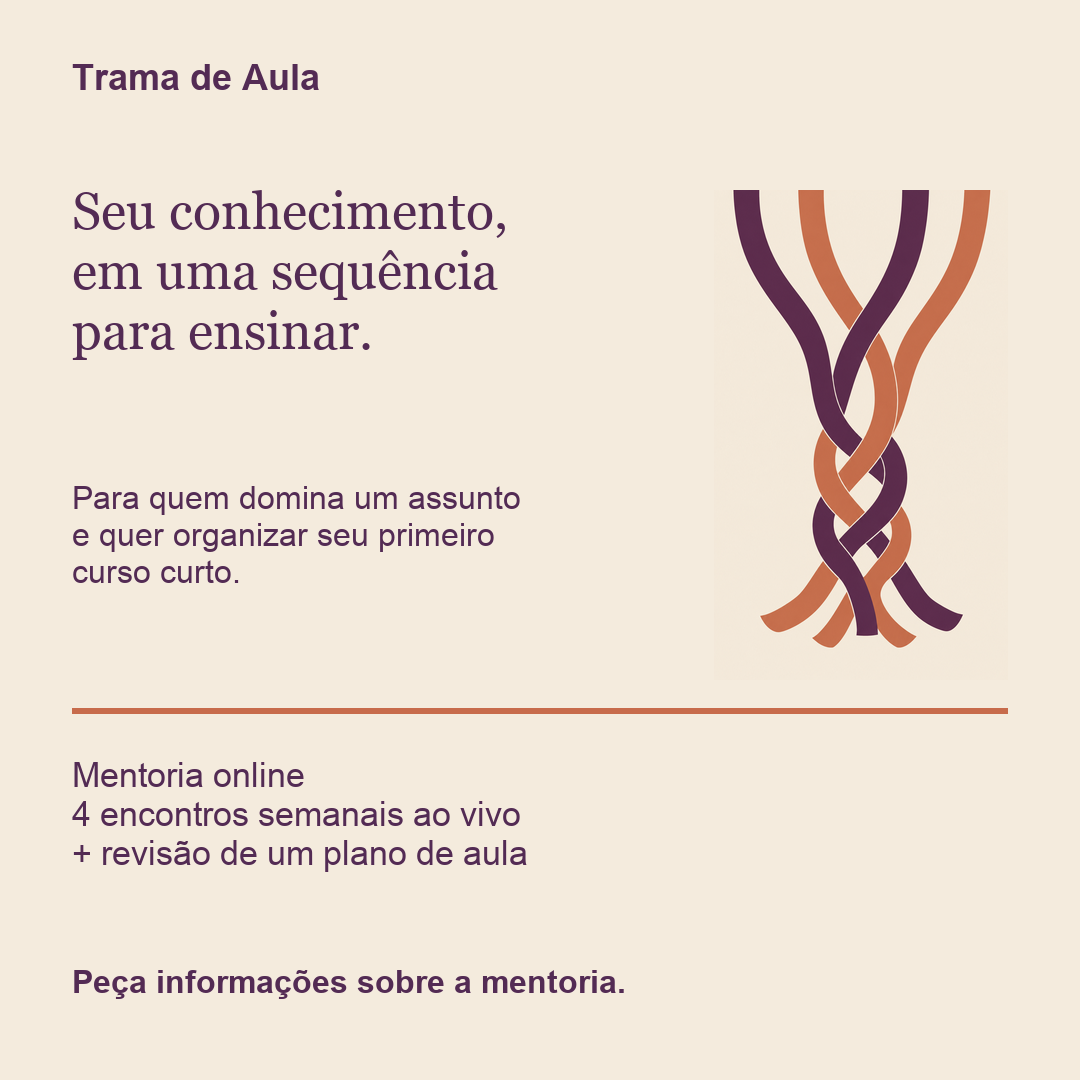 Trama de Aula
Seu conhecimento,
em uma sequência
para ensinar.
Para quem domina um assunto
e quer organizar seu primeiro
curso curto.
Mentoria online
4 encontros semanais ao vivo
+ revisão de um plano de aula
Peça informações sobre a mentoria.